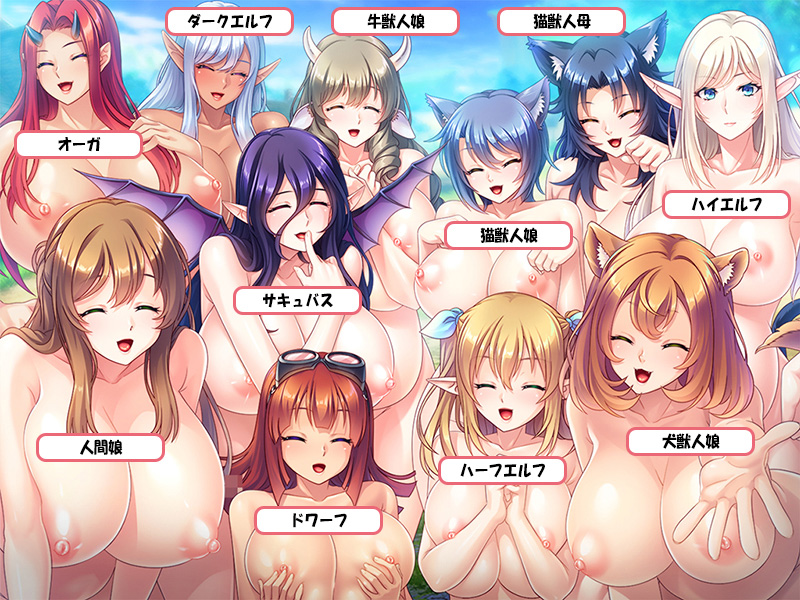 ダークエルフ
牛獣人娘
猫獣人母
オーガ
ハイエルフ
猫獣人娘
サキュバス
人間娘
犬獣人娘
ハーフエルフ
ドワーフ